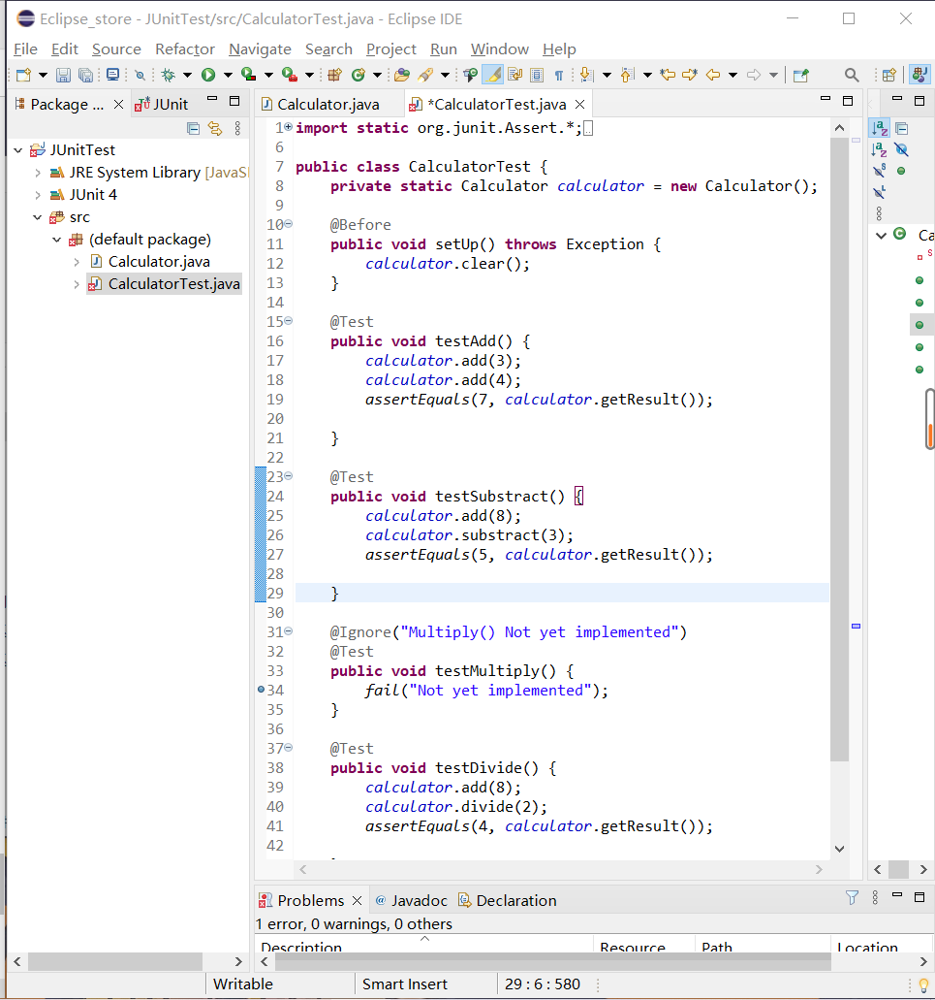 Eclipse_store - JUnitTest/src/CalculatorTest.java - Eclipse IDE
File Edit Source Refactor Navigate Search Project Run Window Help
Package ... JUnit
JUnitTest
JRE System Library [JavaS
JUnit 4
src
(default package)
Calculator.java
CalculatorTest.java
Calculator.java *CalculatorTest.java
1 import static org.junit.Assert.*;
6
7 public class CalculatorTest {
8 private static Calculator calculator = new Calculator();
9
10 @Before
11 public void setUp() throws Exception {
12 calculator.clear();
13 }
14
15 @Test
16 public void testAdd() {
17 calculator.add(3);
18 calculator.add(4);
19 assertEquals(7, calculator.getResult());
20
21 }
22
23 @Test
24 public void testSubstract() {
25 calculator.add(8);
26 calculator.substract(3);
27 assertEquals(5, calculator.getResult());
28
29 }
30
31 @Ignore("Multiply() Not yet implemented")
32 @Test
33 public void testMultiply() {
34 fail("Not yet implemented");
35 }
36
37 @Test
38 public void testDivide() {
39 calculator.add(8);
40 calculator.divide(2);
41 assertEquals(4, calculator.getResult());
42
Ca
Problems @ Javadoc Declaration
1 error, 0 warnings, 0 others
Description Resource Path Location
Writable Smart Insert 29 : 6 : 580